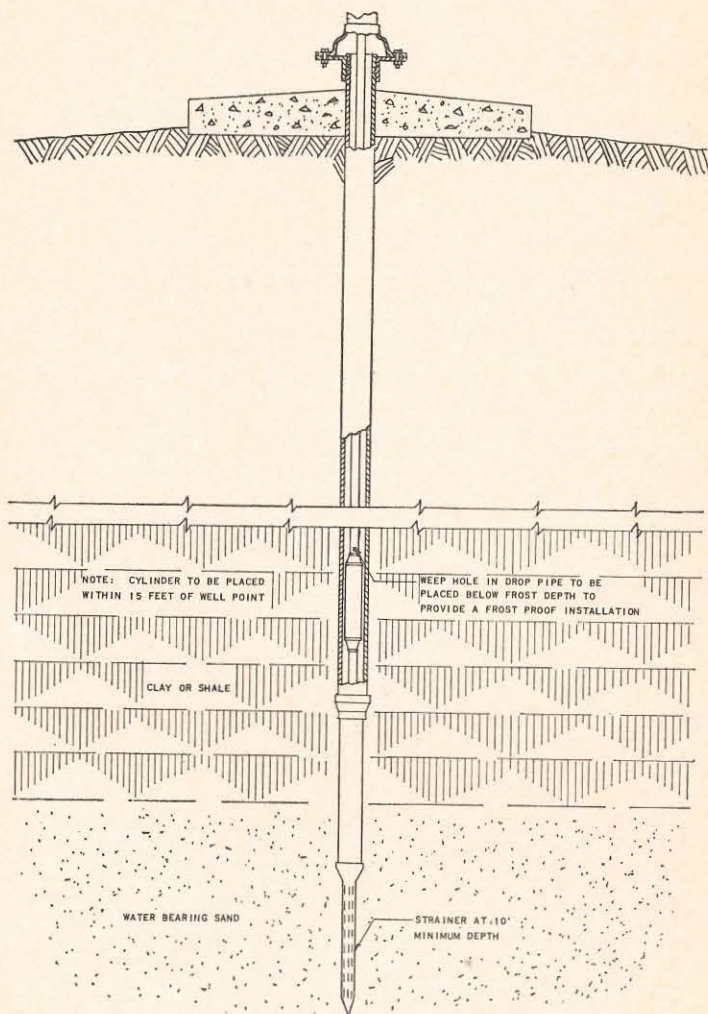 NOTE: CYLINDER TO BE PLACED
WITHIN 15 FEET OF WELL POINT
WEEP HOLE IN DROP PIPE TO BE
PLACED BELOW FROST DEPTH TO
PROVIDE A FROST PROOF INSTALLATION
CLAY OR SHALE
WATER BEARING SAND
STRAINER AT 10'
MINIMUM DEPTH